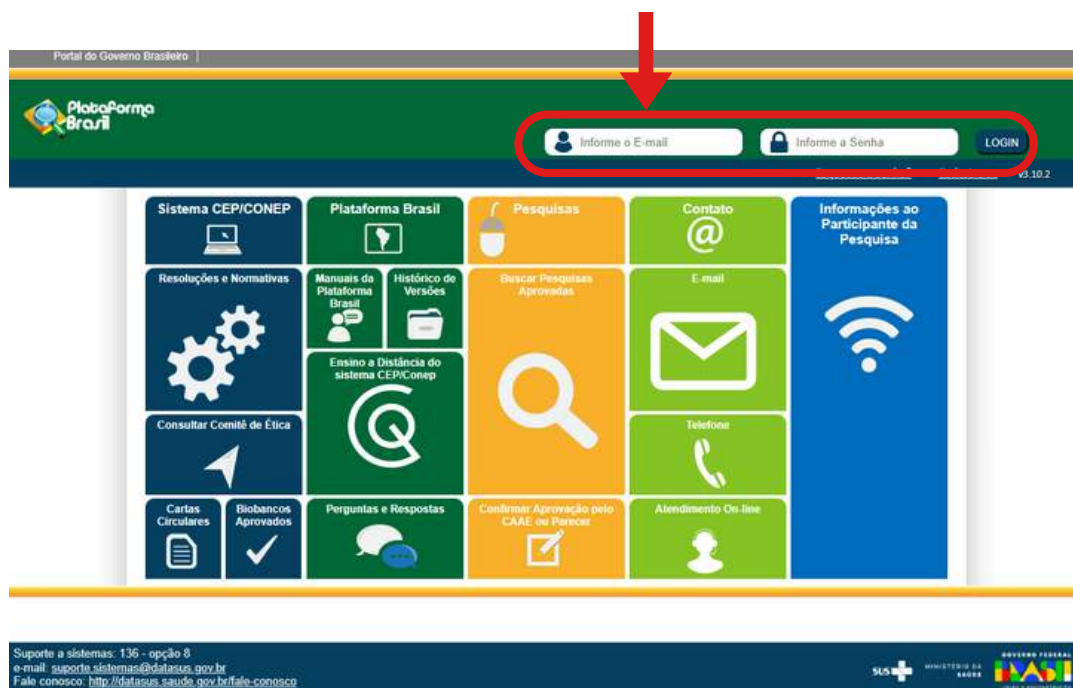 Portal do Governo Brasileiro
Plataforma
Brasil
Informe o E-mail
Informe a Senha
LOGIN
v3.10.2
Sistema CEP/CONEP
Plataforma Brasil
Pesquisas
Contato
Informações ao
Participante da
Pesquisa
Resoluções e Normativas
Manuais da
Plataforma
Brasil
Histórico de
Versões
Buscar Pesquisas
Aprovadas
E-mail
Ensino a Distância do
sistema CEP/Conep
Consultar Comitê de Ética
Telefone
Cartas
Circulares
Biobancos
Aprovados
Perguntas e Respostas
Confirmar Aprovação pelo
CAAE ou Parecer
Atendimento On-line
Suporte a sistemas: 136 - opção 8
e-mail: suporte.sistemas@datasus.gov.br
Fale conosco: http://datasus.saude.gov.br/fale-conosco
SUS
MINISTÉRIO DA
SAÚDE
GOVERNO FEDERAL
BRASIL